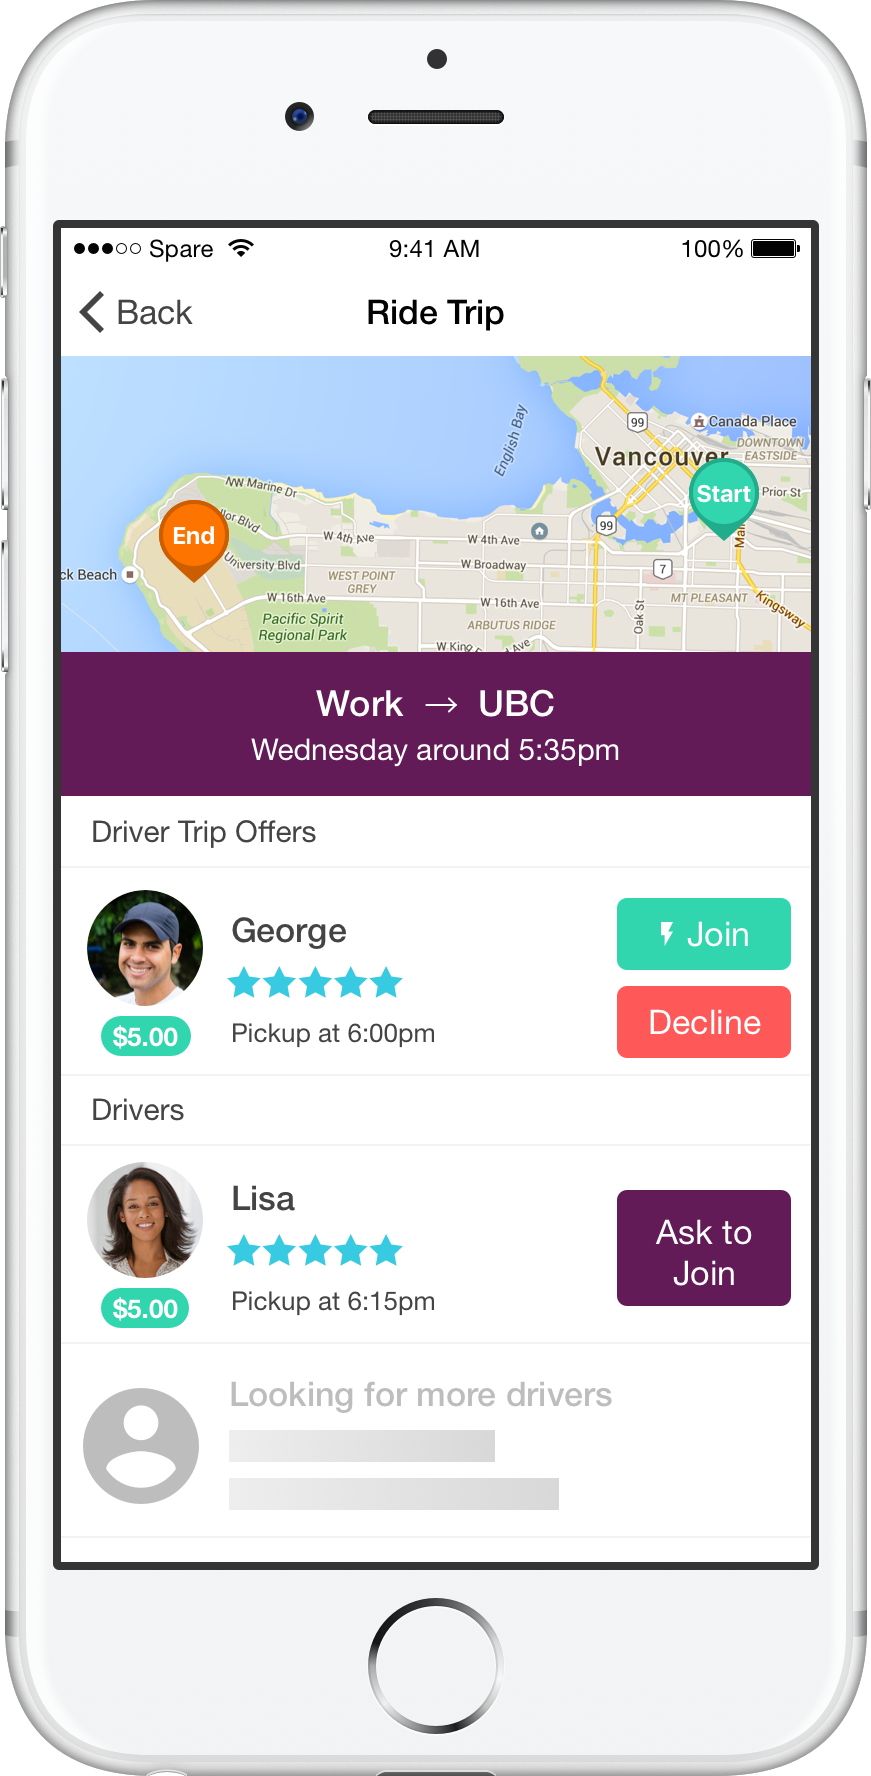 Spare
9:41 AM
100%
Back
Ride Trip
English Bay
99
Canada Place
Vancouver
DOWNTOWN
EASTSIDE
Start
Prior St
NW Marine Dr
End
lor Blvd
99
W 4th Ave
W 4th Ave
Main
University Blvd
W Broadway
7
ck Beach
WEST POINT
GREY
W 16th Ave
W 16th Ave
Oak St
MT PLEASANT
Kingsway
Pacific Spirit
Regional Park
ARBUTUS RIDGE
W King Ave
Work → UBC
Wednesday around 5:35pm
Driver Trip Offers
George
Join
$5.00
Pickup at 6:00pm
Decline
Drivers
Lisa
Ask to
Join
$5.00
Pickup at 6:15pm
Looking for more drivers